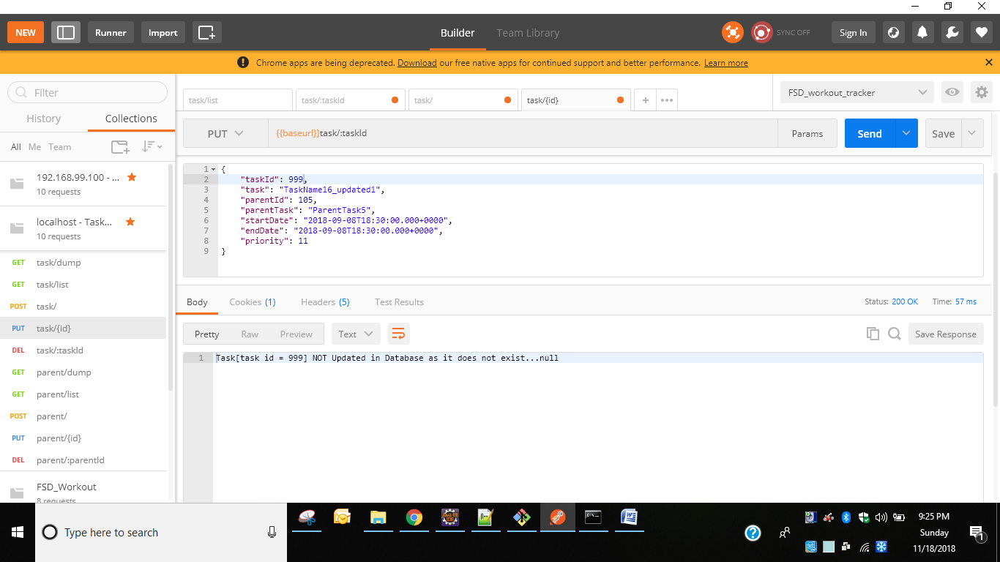 NEW Runner Import Builder Team Library SYNC OFF Sign In
Chrome apps are being deprecated. Download our free native apps for continued support and better performance. Learn more
Filter
History Collections
All Me Team
192.168.99.100 - ...
10 requests
localhost - Task...
10 requests
GET task/dump
GET task/list
POST task/
PUT task/{id}
DEL task/:taskId
GET parent/dump
GET parent/list
POST parent/
PUT parent/{id}
DEL parent/:parentId
FSD_Workout
8 requests
task/list task/:taskId task/ task/{id} + •••
FSD_workout_tracker
PUT {{baseurl}}task/:taskId Params Send Save
1 {
2 "taskId": 999,
3 "task": "TaskName16_updated1",
4 "parentId": 105,
5 "parentTask": "ParentTask5",
6 "startDate": "2018-09-08T18:30:00.000+0000",
7 "endDate": "2018-09-08T18:30:00.000+0000",
8 "priority": 11
9 }
Body Cookies (1) Headers (5) Test Results Status: 200 OK Time: 57 ms
Pretty Raw Preview Text Save Response
1 Task[task id = 999] NOT Updated in Database as it does not exist...null
Type here to search
9:25 PM
Sunday
11/18/2018
1